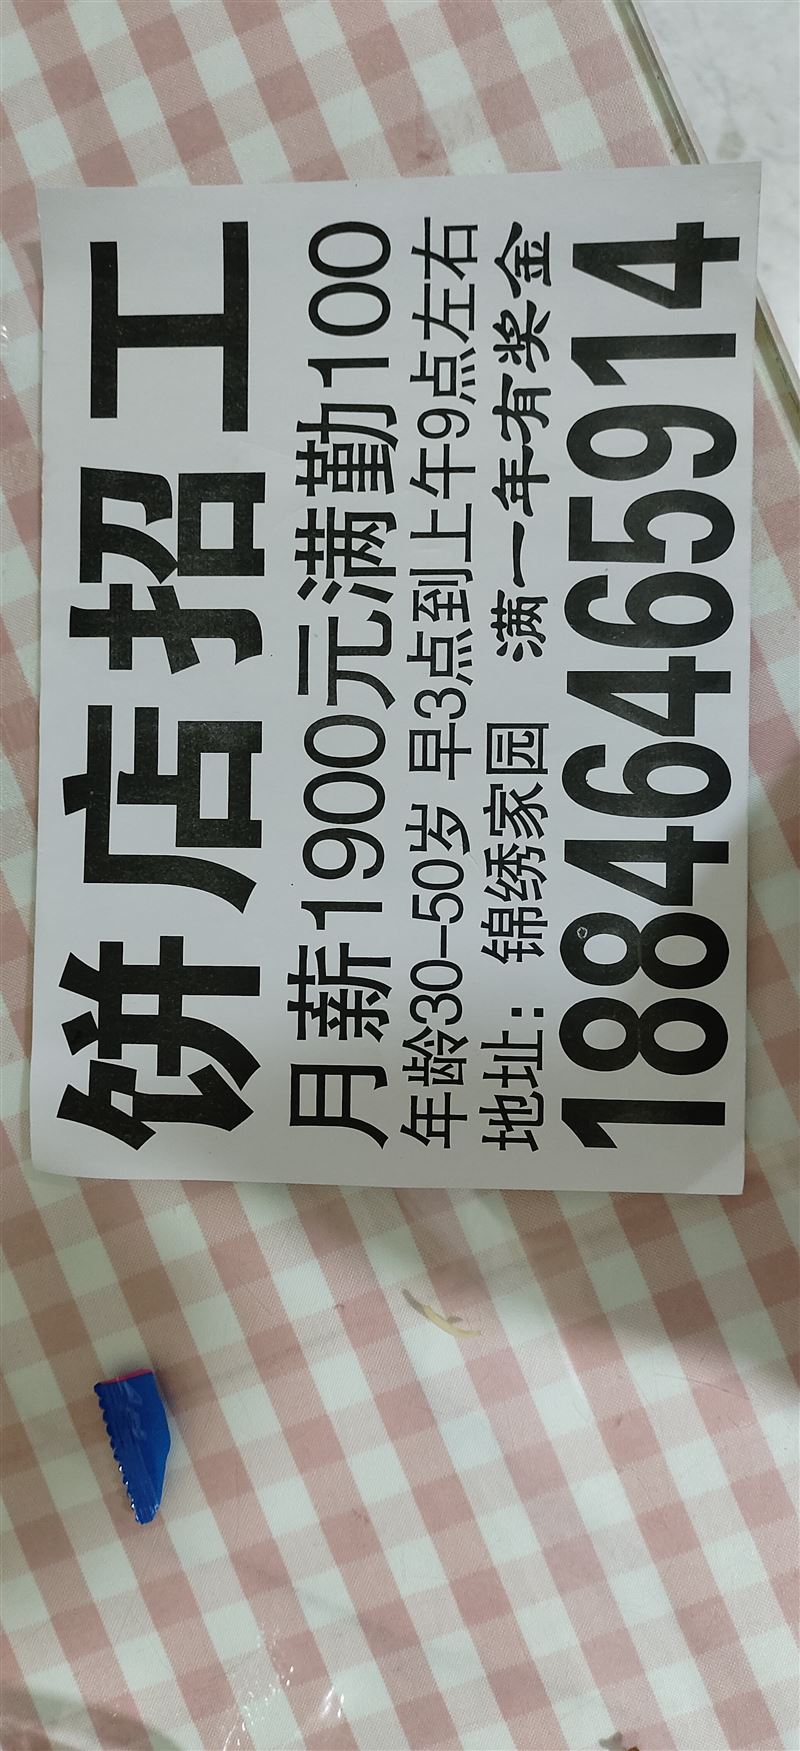 饼店招工
月薪1900元满勤100
年龄30-50岁 早3点到上午9点左右
地址：锦绣家园 满一年有奖金
18846465914